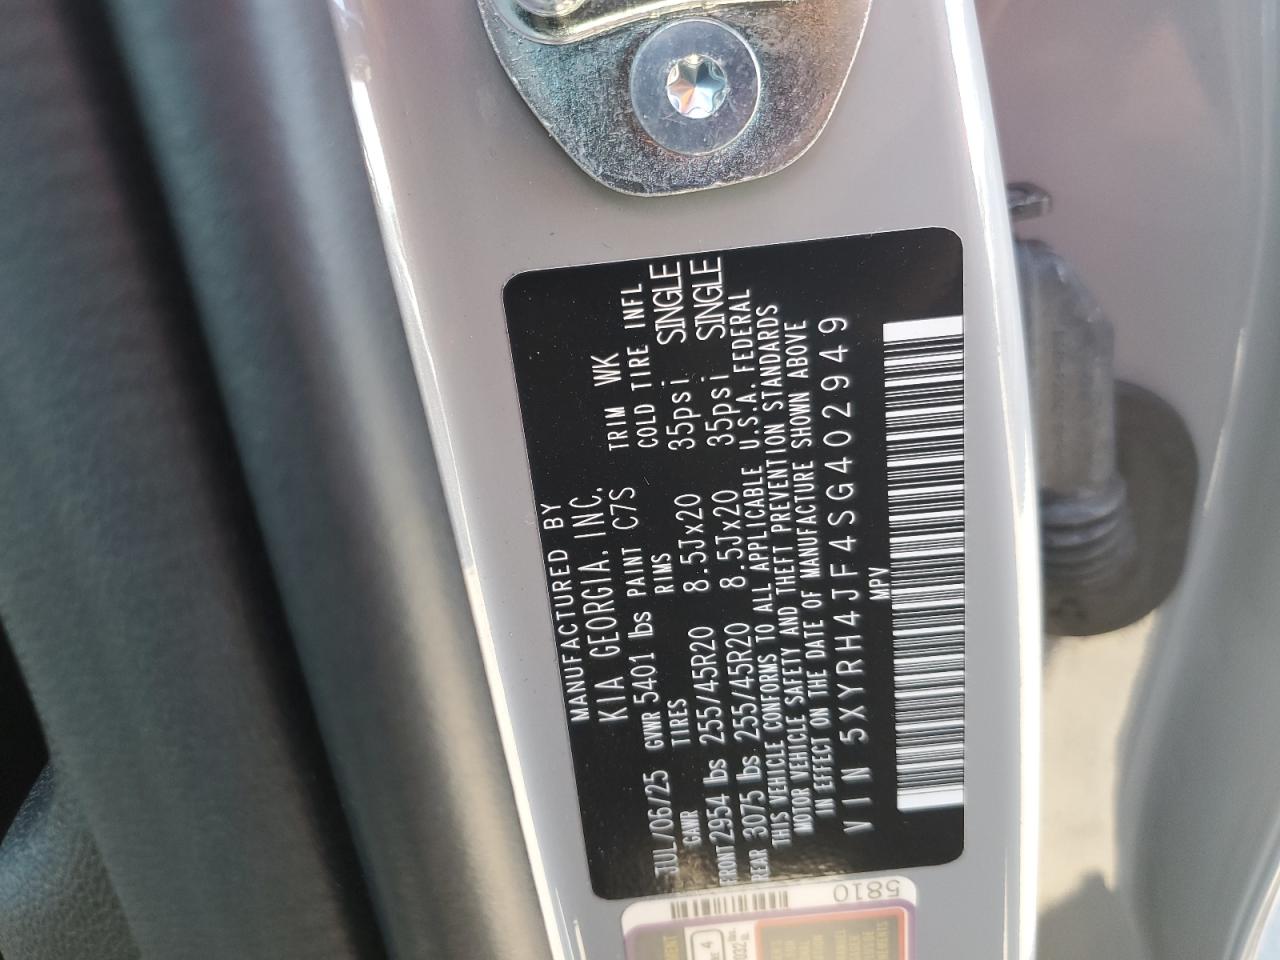 MANUFACTURED BY
KIA GEORGIA. INC.
TRIM WK
JUL/06/25 GVWR 5401 lbs PAINT C7S
GAWR TIRES RIMS COLD TIRE INFL
FRONT 2954 lbs 255/45R20 8.5Jx20 35psi SINGLE
REAR 3075 lbs 255/45R20 8.5Jx20 35psi SINGLE
THIS VEHICLE CONFORMS TO ALL APPLICABLE U.S.A. FEDERAL
MOTOR VEHICLE SAFETY AND THEFT PREVENTION STANDARDS
IN EFFECT ON THE DATE OF MANUFACTURE SHOWN ABOVE
VIN 5XYRH4JF4SG402949
MPV
5810
4